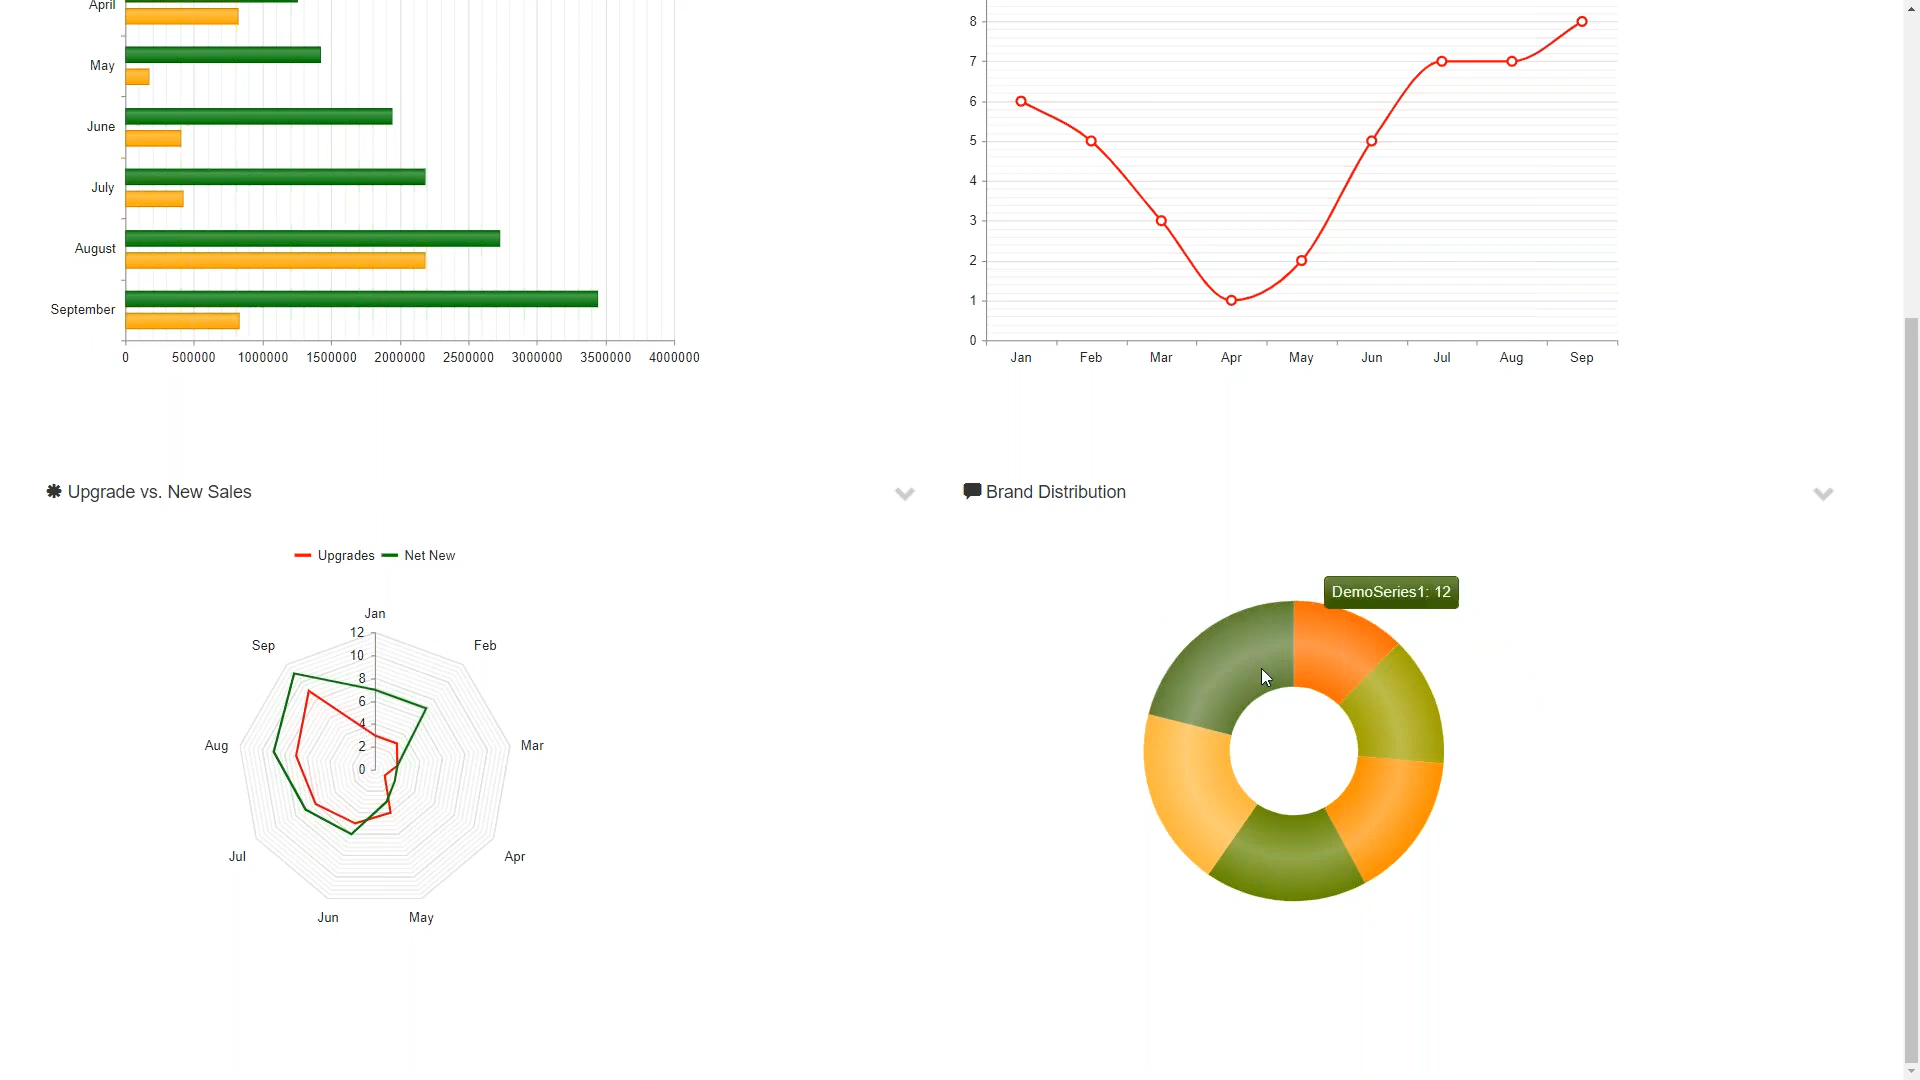 April
May
June
July
August
September
0 500000 1000000 1500000 2000000 2500000 3000000 3500000 4000000
8
7
6
5
4
3
2
1
0
Jan Feb Mar Apr May Jun Jul Aug Sep
Upgrade vs. New Sales
Upgrades Net New
Jan
Feb
Mar
Apr
May
Jun
Jul
Aug
Sep
12
10
8
6
4
2
0
Brand Distribution
DemoSeries1: 12